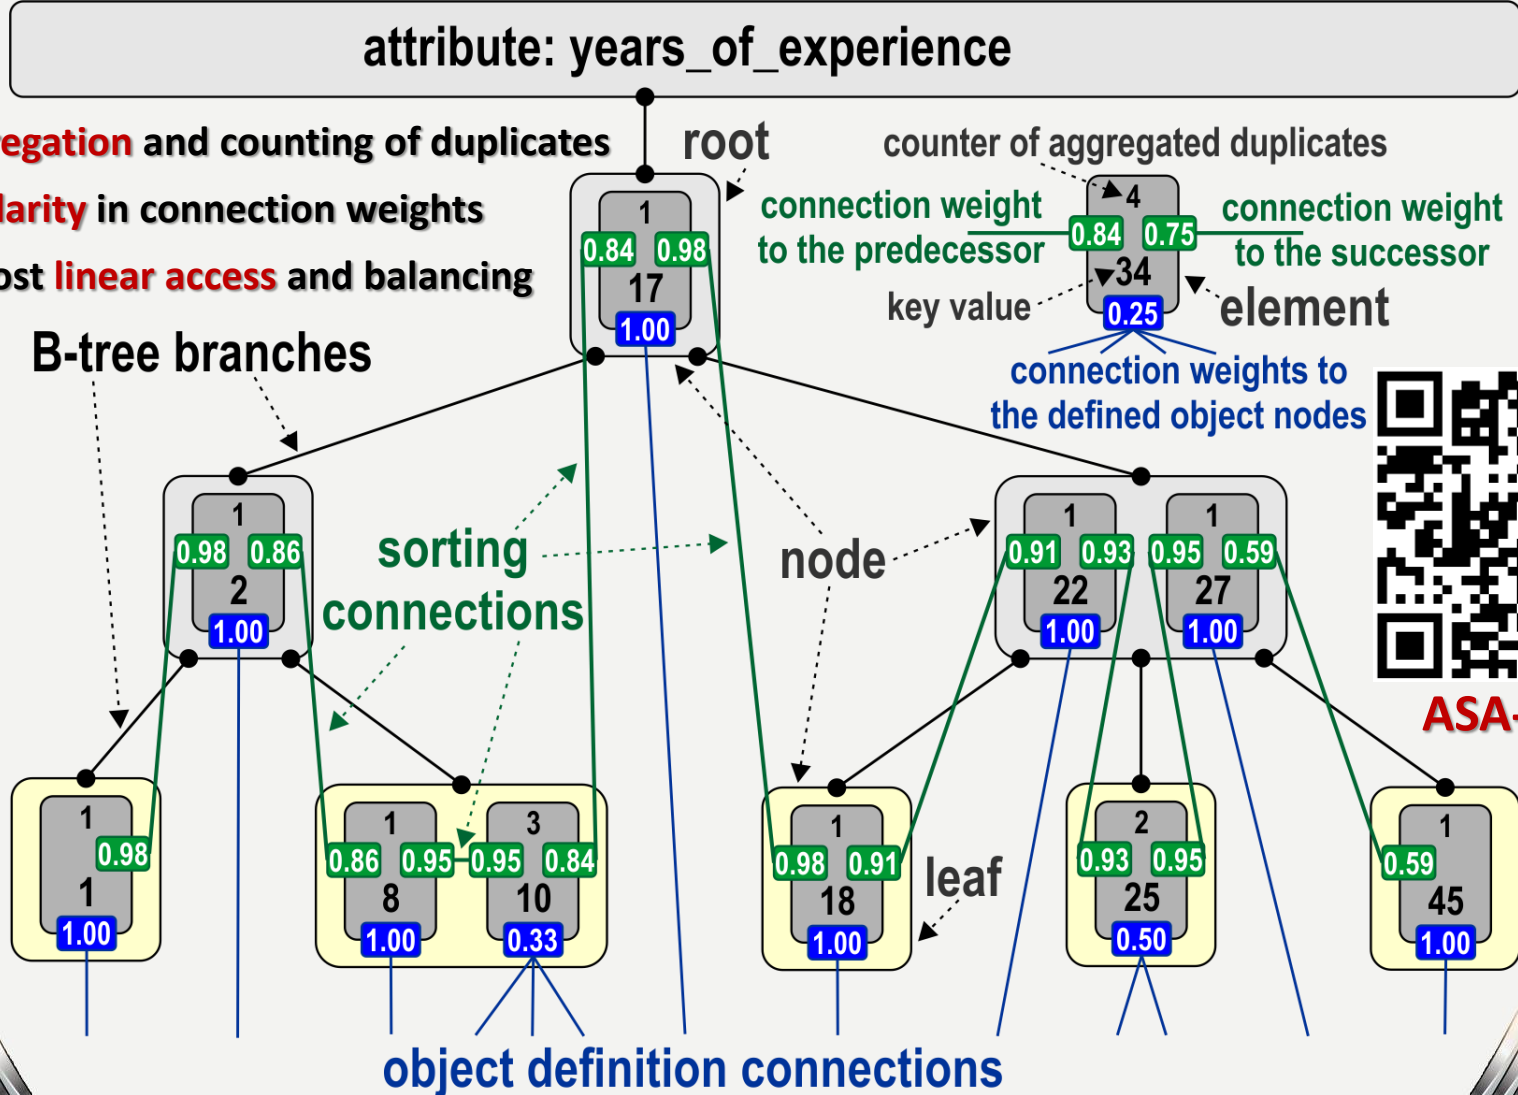 attribute: years_of_experience
regation and counting of duplicates
larity in connection weights
ost linear access and balancing
root
counter of aggregated duplicates
connection weight
to the predecessor
4
0.84 0.75
34
0.25
connection weight
to the successor
key value
element
connection weights to
the defined object nodes
1
0.84 0.98
17
1.00
B-tree branches
1
0.98 0.86
2
1.00
sorting
connections
node
1
0.91 0.93
22
1.00
1
0.95 0.59
27
1.00
ASA-
1
0.98
1
1.00
1
0.86 0.95
8
1.00
3
0.95 0.84
10
0.33
1
0.98 0.91
18
1.00
leaf
2
0.93 0.95
25
0.50
1
0.59
45
1.00
object definition connections